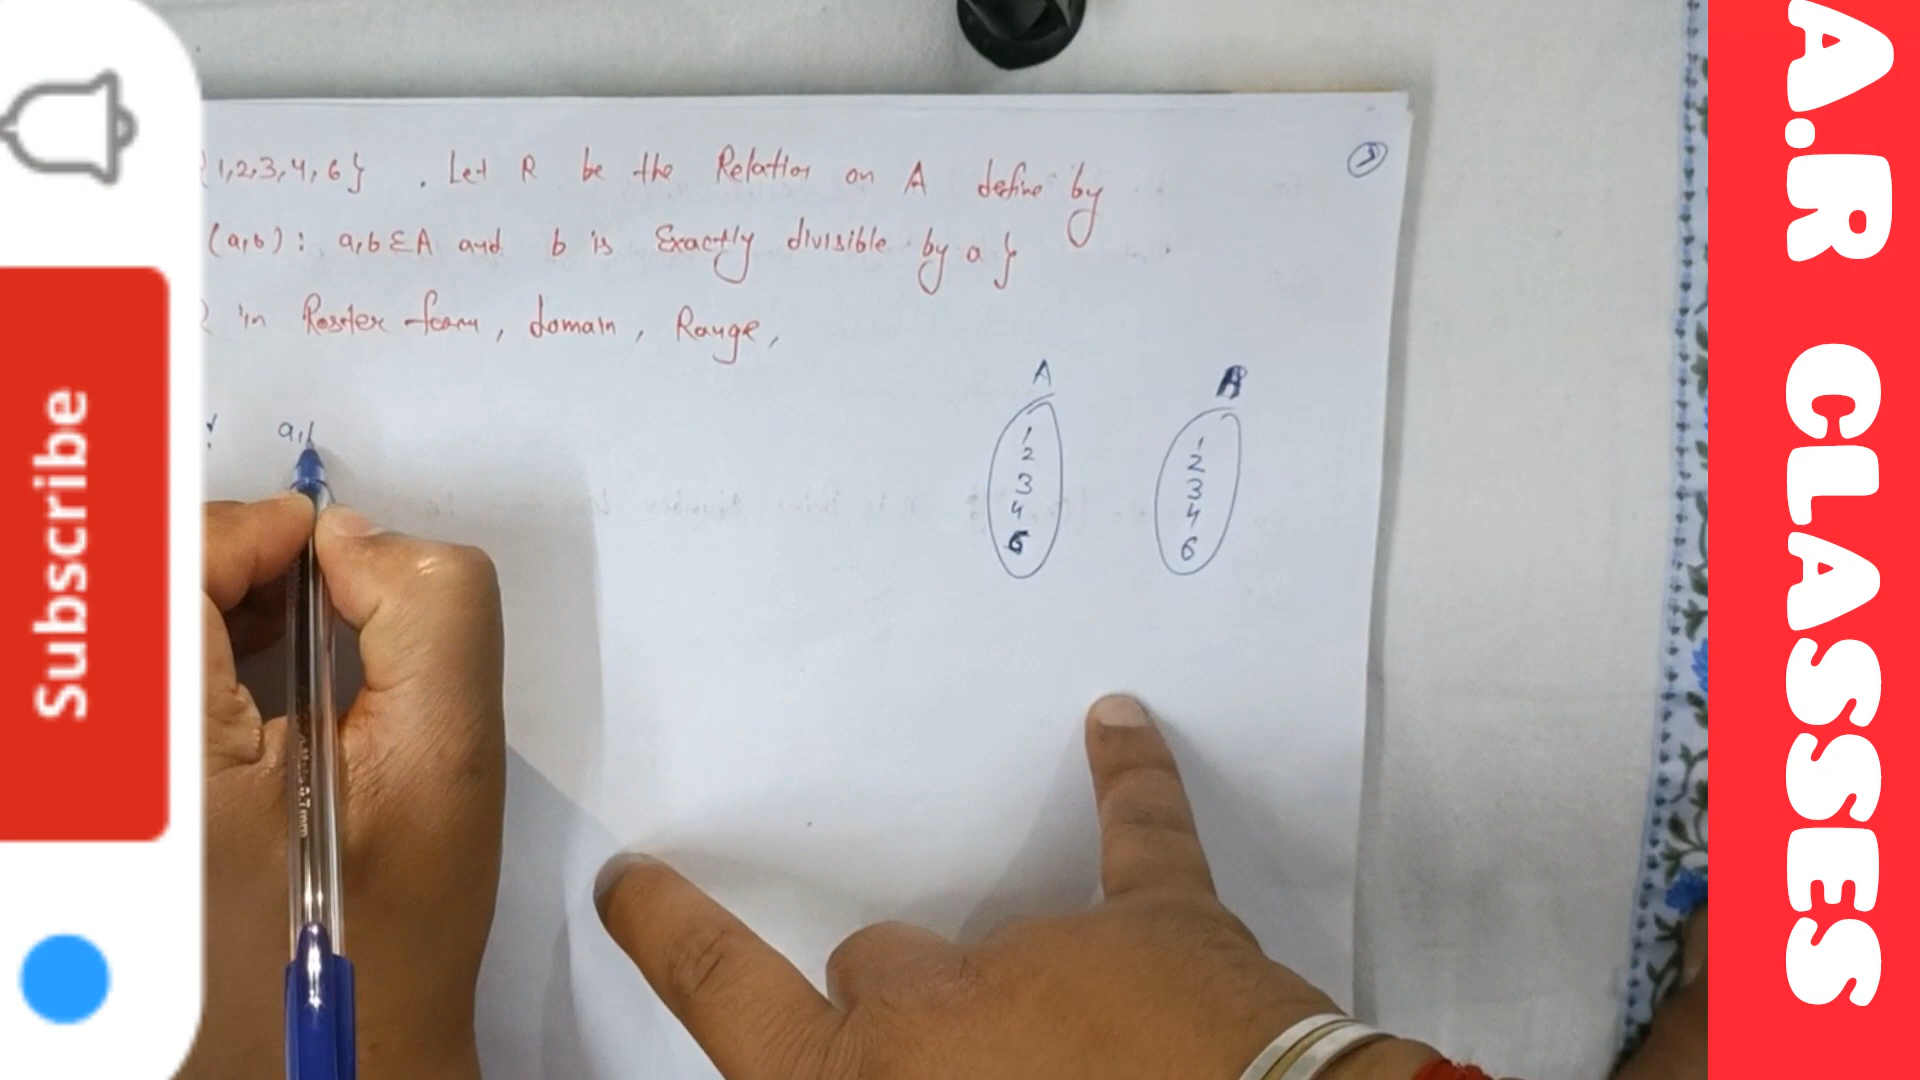 {1,2,3,4,6} . Let R be the Relation on A define by
(a,b) : a,b ƐA and b is Exactly divisible by a }
R in Roster form, domain, Range,
a,b
A
1
2
3
4
6
1
2
3
4
6
Subscribe
A.R CLASSES